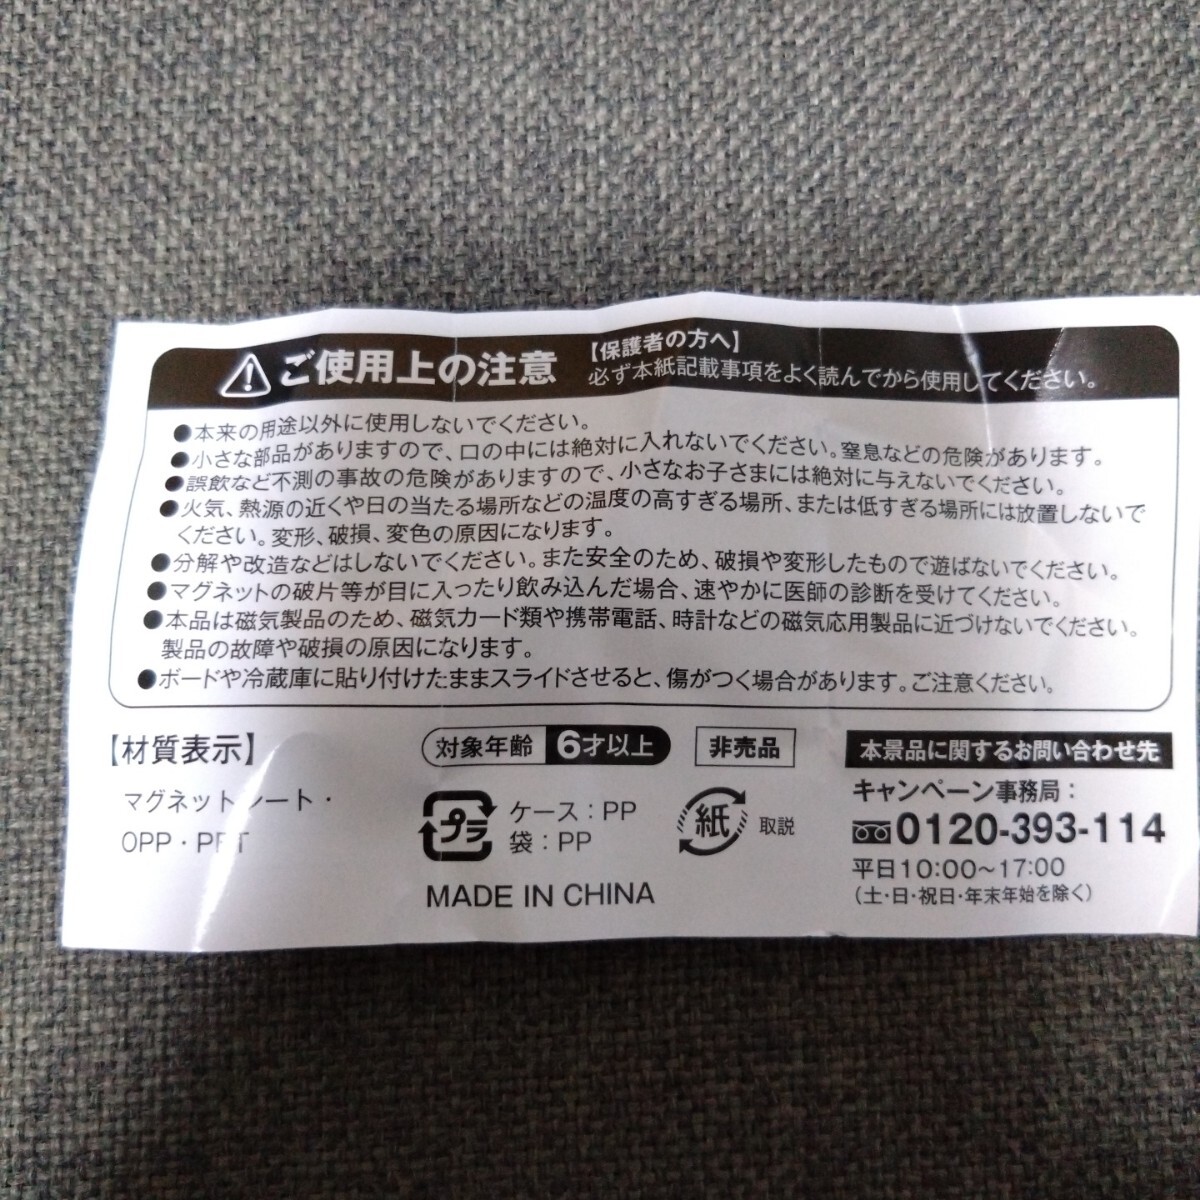 ご使用上の注意
【保護者の方へ】
必ず本紙記載事項をよく読んでから使用してください。
●本来の用途以外に使用しないでください。
●小さな部品がありますので、口の中には絶対に入れないでください。窒息などの危険があります。
●誤飲など不測の事故の危険がありますので、小さなお子さまには絶対に与えないでください。
●火気、熱源の近くや日の当たる場所などの温度の高すぎる場所、または低すぎる場所には放置しないで
ください。変形、破損、変色の原因になります。
●分解や改造などはしないでください。また安全のため、破損や変形したもので遊ばないでください。
●マグネットの破片等が目に入ったり飲み込んだ場合、速やかに医師の診断を受けてください。
●本品は磁気製品のため、磁気カード類や携帯電話、時計などの磁気応用製品に近づけないでください。
製品の故障や破損の原因になります。
●ボードや冷蔵庫に貼り付けたままスライドさせると、傷がつく場合があります。ご注意ください。
【材質表示】
マグネットシート・
OPP・PET
対象年齢 6才以上
非売品
プラ
ケース：PP
袋：PP
紙
取説
MADE IN CHINA
本景品に関するお問い合わせ先
キャンペーン事務局：
0120-393-114
平日10:00～17:00
（土・日・祝日・年末年始を除く）